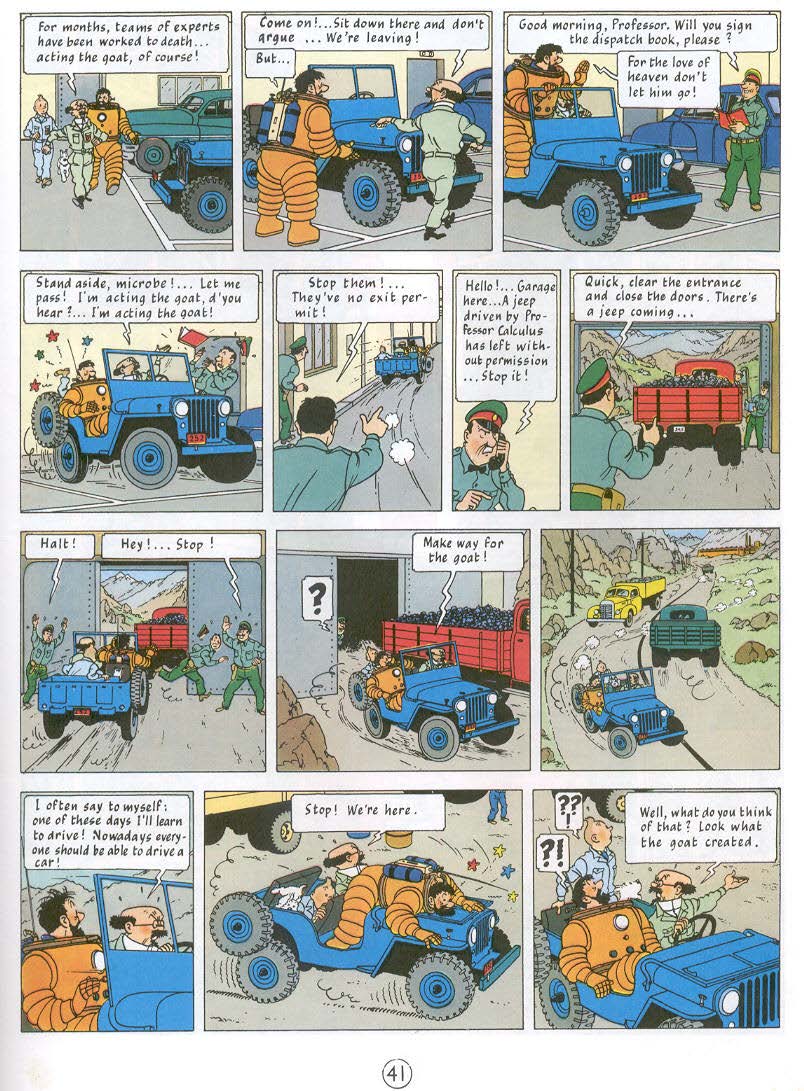 For months, teams of experts
have been worked to death...
acting the goat, of course!
Come on!...Sit down there and don't
argue ... We're leaving!
But...
Good morning, Professor. Will you sign
the dispatch book, please?
For the love of
heaven don't
let him go!
Stand aside, microbe!... Let me
pass! I'm acting the goat, d'you
hear?... I'm acting the goat!
252
Stop them!...
They've no exit per-
mit!
Hello!... Garage
here...A jeep
driven by Pro-
fessor Calculus
has left with-
out permission
...Stop it!
Quick, clear the entrance
and close the doors. There's
a jeep coming...
Halt!
Hey!... Stop!
?
Make way for
the goat!
I often say to myself:
one of these days I'll learn
to drive! Nowadays every-
one should be able to drive a
car!
Stop! We're here.
??
!
?!
Well, what do you think
of that? Look what
the goat created.
41